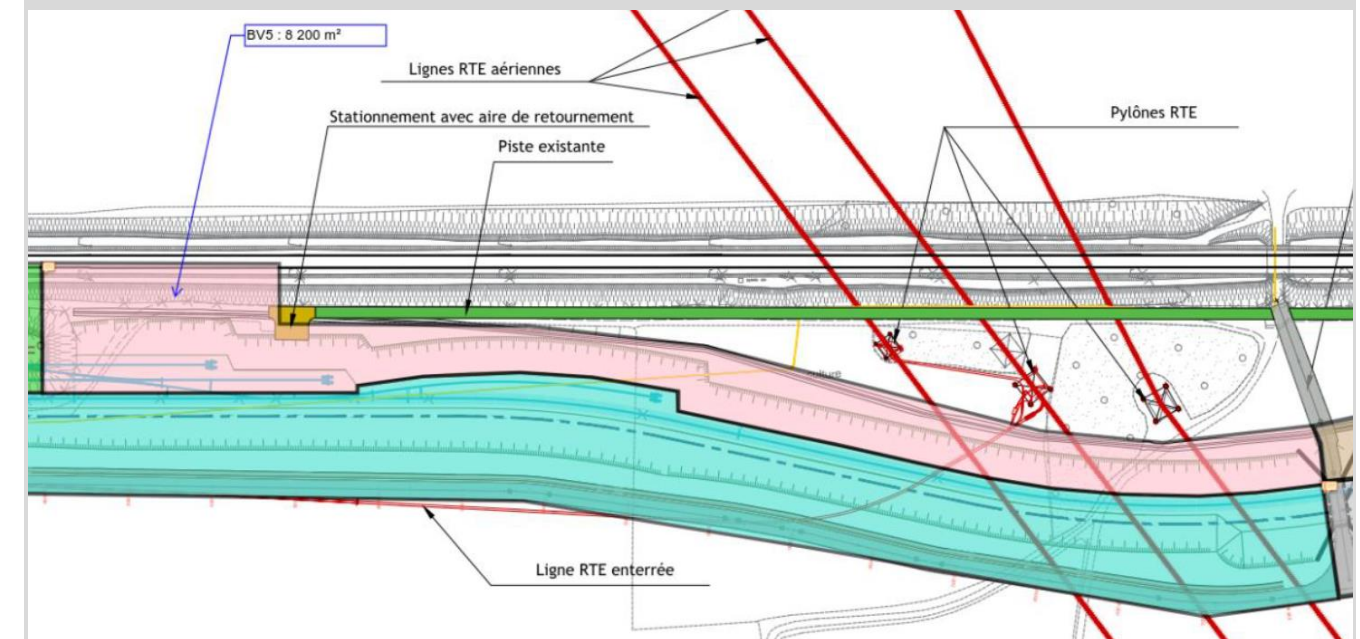 BV5 : 8 200 m²
Lignes RTE aériennes
Stationnement avec aire de retournement
Pylônes RTE
Piste existante
Ligne RTE enterrée